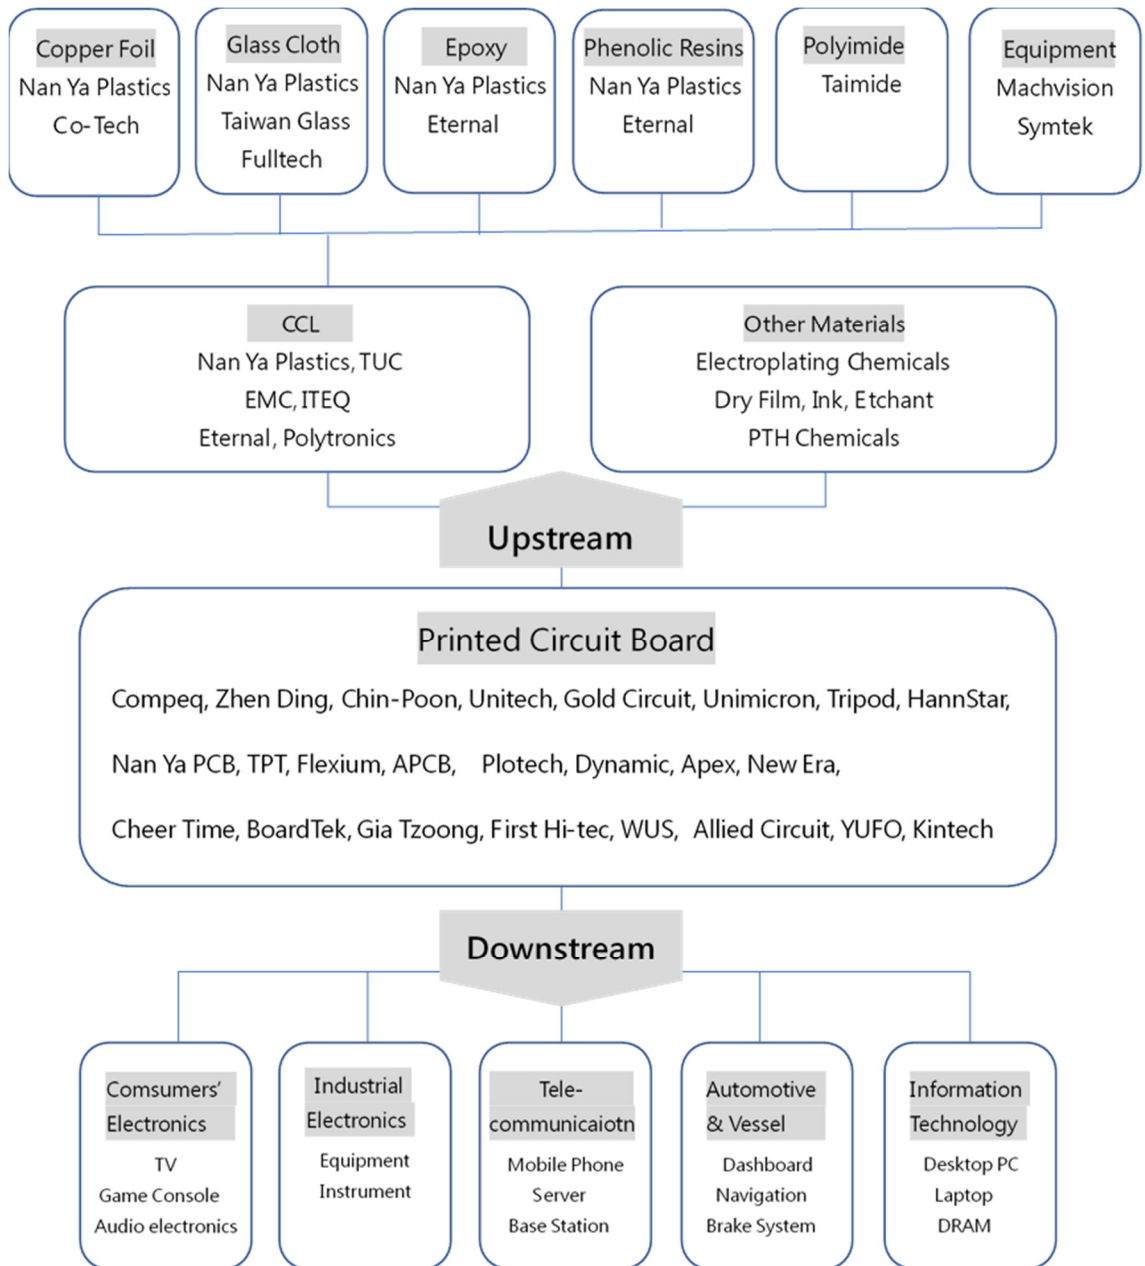 Copper Foil
Nan Ya Plastics
Co-Tech
Glass Cloth
Nan Ya Plastics
Taiwan Glass
Fulltech
Epoxy
Nan Ya Plastics
Eternal
Phenolic Resins
Nan Ya Plastics
Eternal
Polyimide
Taimide
Equipment
Machvision
Symtek
CCL
Nan Ya Plastics, TUC
EMC, ITEQ
Eternal, Polytronics
Other Materials
Electroplating Chemicals
Dry Film, Ink, Etchant
PTH Chemicals
Upstream
Printed Circuit Board
Compeq, Zhen Ding, Chin-Poon, Unitech, Gold Circuit, Unimicron, Tripod, HannStar,
Nan Ya PCB, TPT, Flexium, APCB, Plotech, Dynamic, Apex, New Era,
Cheer Time, BoardTek, Gia Tzoong, First Hi-tec, WUS, Allied Circuit, YUFO, Kintech
Downstream
Comsumers'
Electronics
TV
Game Console
Audio electronics
Industrial
Electronics
Equipment
Instrument
Tele-
communicaiotn
Mobile Phone
Server
Base Station
Automotive
& Vessel
Dashboard
Navigation
Brake System
Information
Technology
Desktop PC
Laptop
DRAM